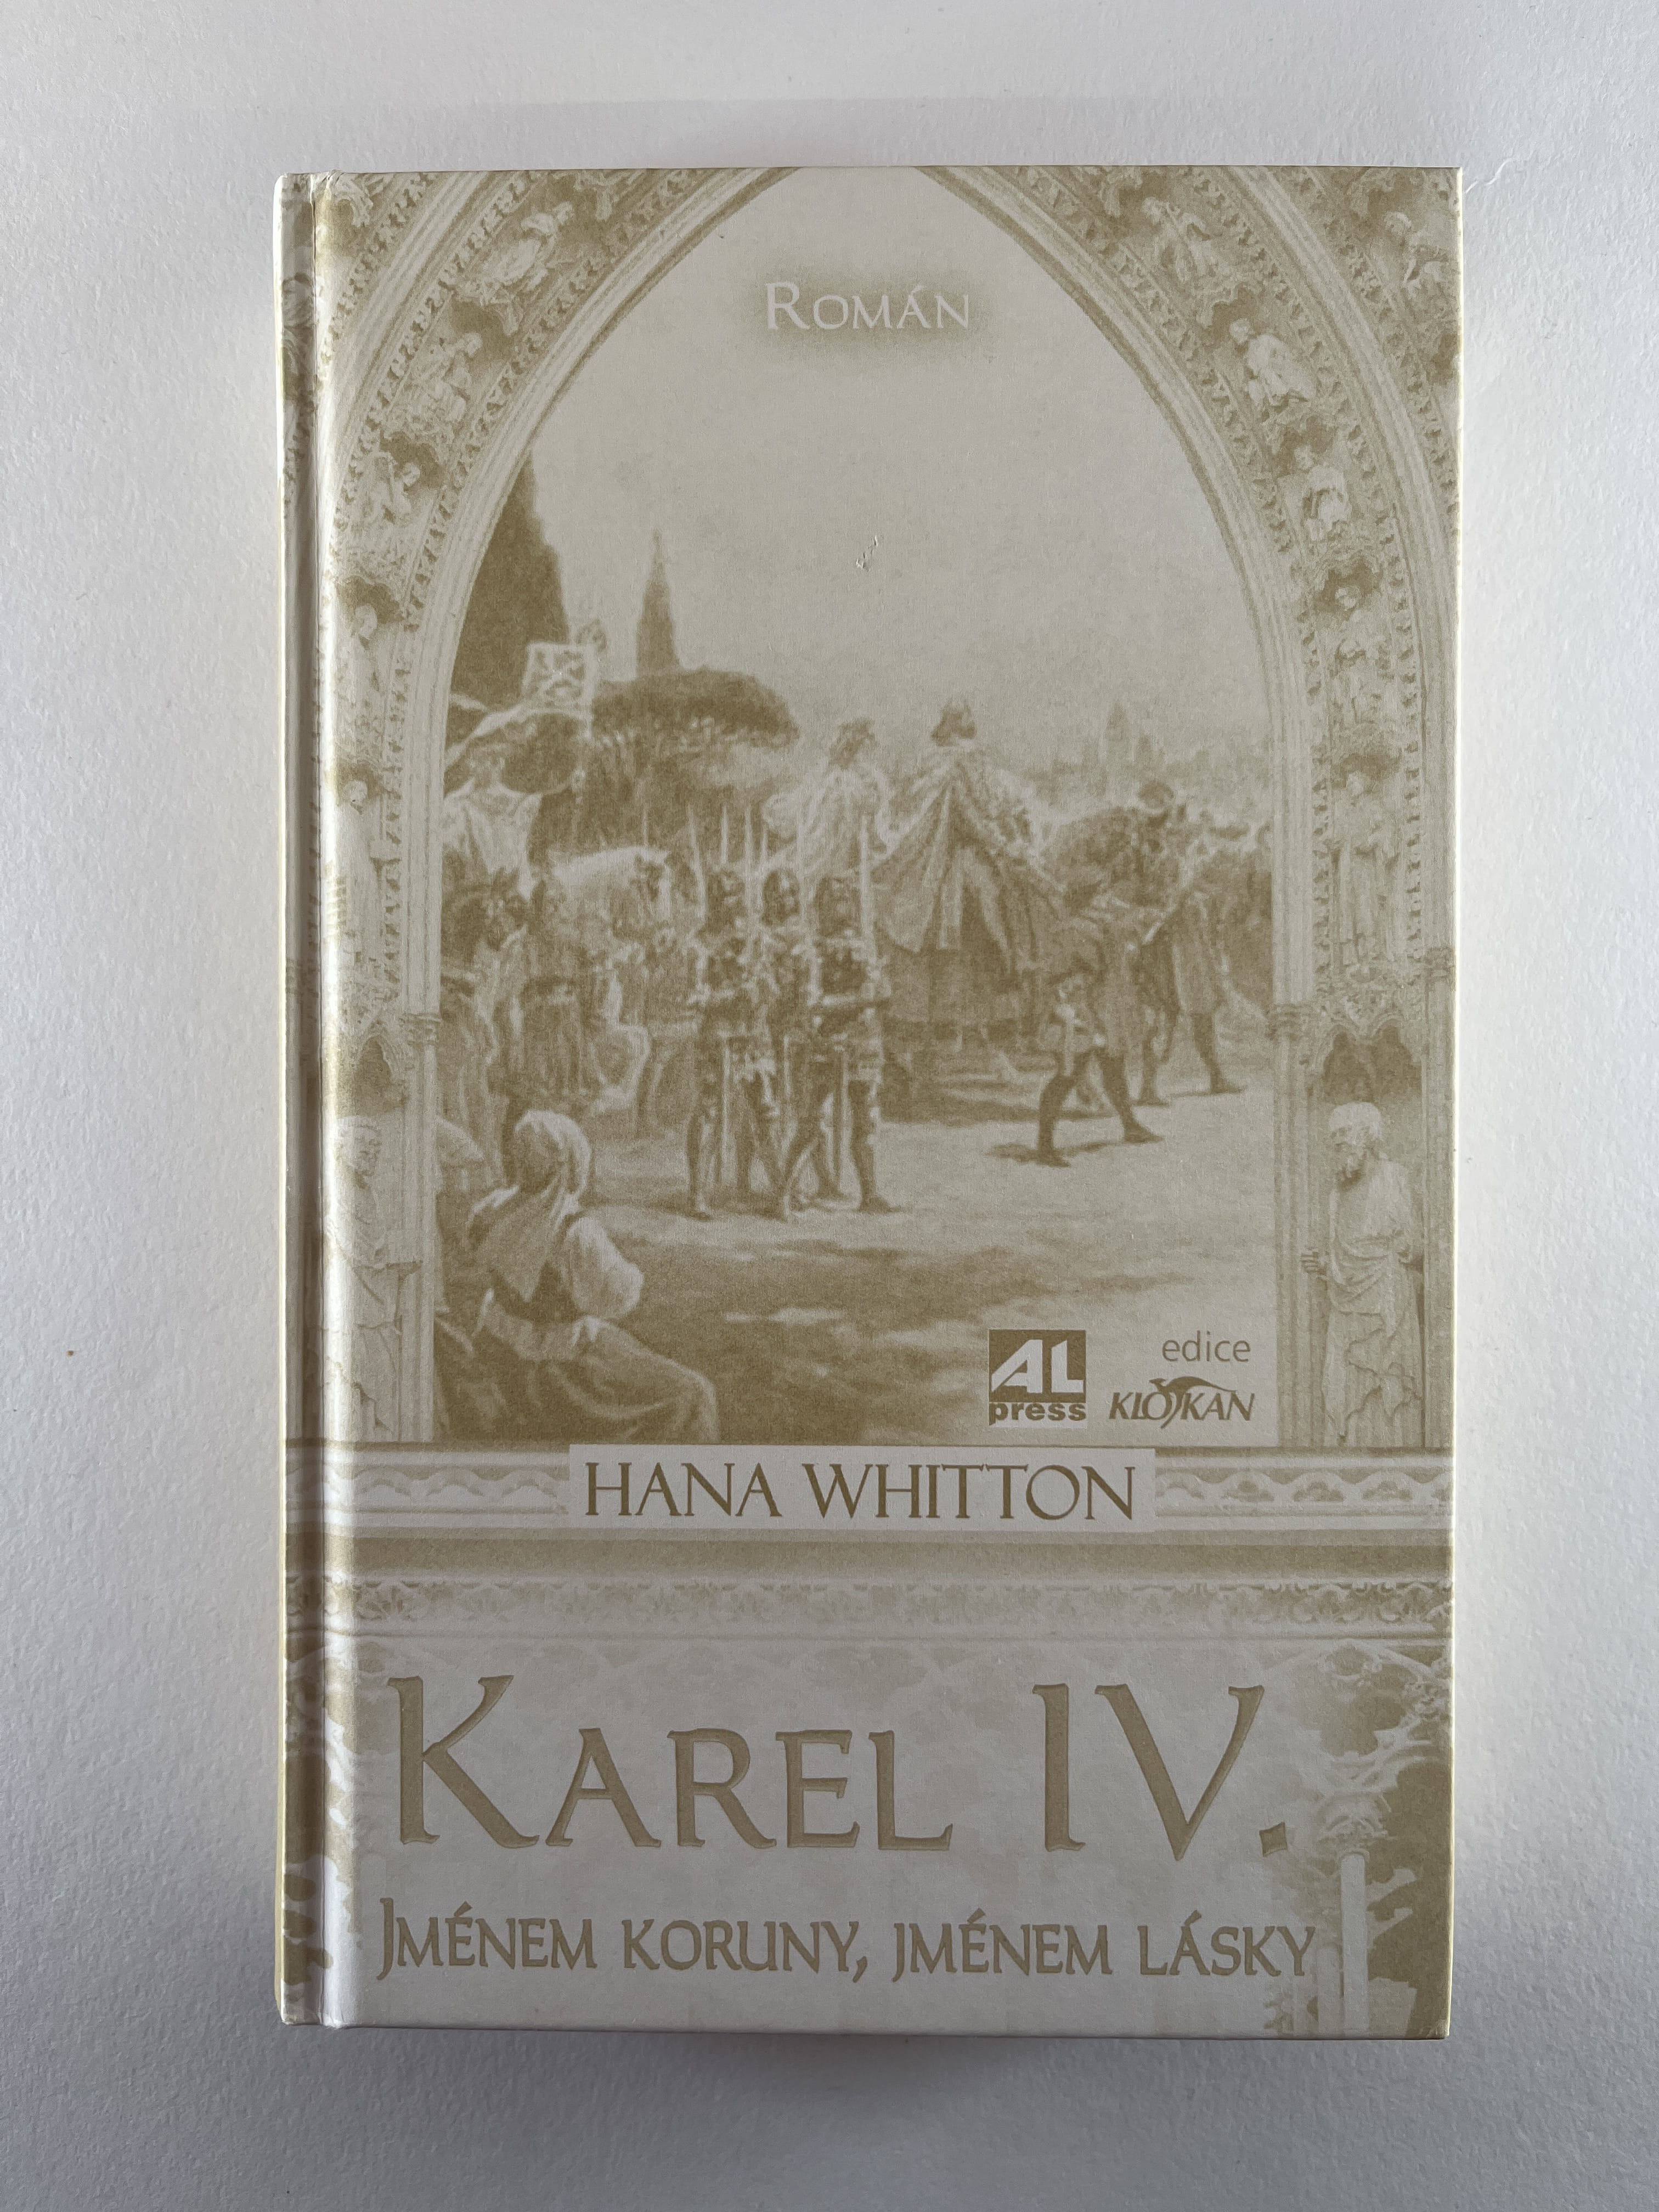 Román
AL
press
edice
KLOKAN
HANA WHITTON
KAREL IV.
JMÉNEM KORUNY, JMÉNEM LÁSKY